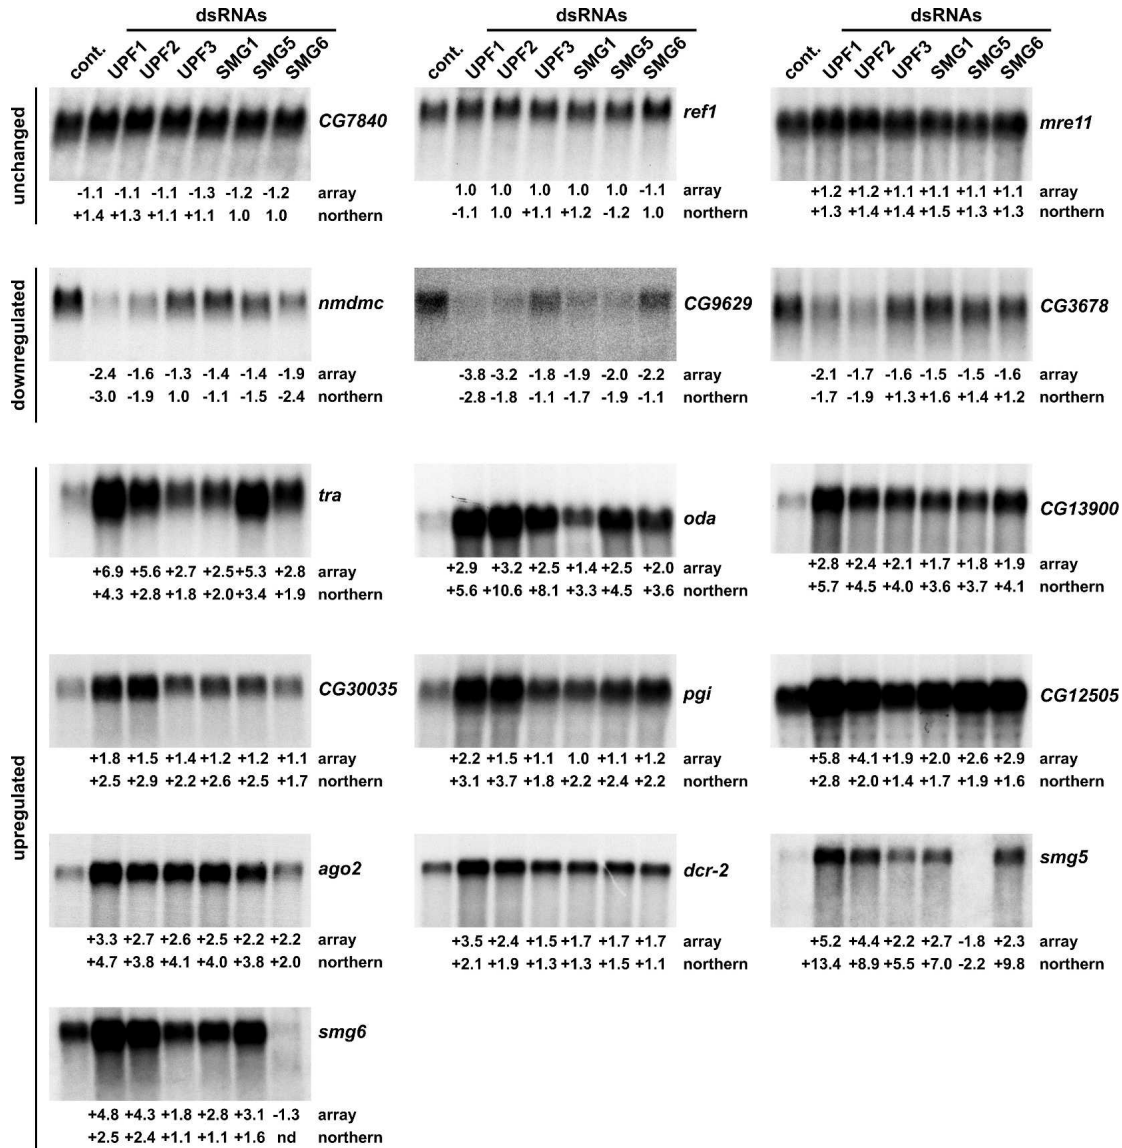 dsRNAs
cont. UPF1 UPF2 UPF3 SMG1 SMG5 SMG6
dsRNAs
cont. UPF1 UPF2 UPF3 SMG1 SMG5 SMG6
dsRNAs
cont. UPF1 UPF2 UPF3 SMG1 SMG5 SMG6
unchanged
CG7840
-1.1 -1.1 -1.1 -1.3 -1.2 -1.2 array
+1.4 +1.3 +1.1 +1.1 1.0 1.0 northern
ref1
1.0 1.0 1.0 1.0 1.0 -1.1 array
-1.1 1.0 +1.1 +1.2 -1.2 1.0 northern
mre11
+1.2 +1.2 +1.1 +1.1 +1.1 +1.1 array
+1.3 +1.4 +1.4 +1.5 +1.3 +1.3 northern
downregulated
nmdmc
-2.4 -1.6 -1.3 -1.4 -1.4 -1.9 array
-3.0 -1.9 1.0 -1.1 -1.5 -2.4 northern
CG9629
-3.8 -3.2 -1.8 -1.9 -2.0 -2.2 array
-2.8 -1.8 -1.1 -1.7 -1.9 -1.1 northern
CG3678
-2.1 -1.7 -1.6 -1.5 -1.5 -1.6 array
-1.7 -1.9 +1.3 +1.6 +1.4 +1.2 northern
upregulated
tra
+6.9 +5.6 +2.7 +2.5 +5.3 +2.8 array
+4.3 +2.8 +1.8 +2.0 +3.4 +1.9 northern
oda
+2.9 +3.2 +2.5 +1.4 +2.5 +2.0 array
+5.6 +10.6 +8.1 +3.3 +4.5 +3.6 northern
CG13900
+2.8 +2.4 +2.1 +1.7 +1.8 +1.9 array
+5.7 +4.5 +4.0 +3.6 +3.7 +4.1 northern
CG30035
+1.8 +1.5 +1.4 +1.2 +1.2 +1.1 array
+2.5 +2.9 +2.2 +2.6 +2.5 +1.7 northern
pgi
+2.2 +1.5 +1.1 1.0 +1.1 +1.2 array
+3.1 +3.7 +1.8 +2.2 +2.4 +2.2 northern
CG12505
+5.8 +4.1 +1.9 +2.0 +2.6 +2.9 array
+2.8 +2.0 +1.4 +1.7 +1.9 +1.6 northern
ago2
+3.3 +2.7 +2.6 +2.5 +2.2 +2.2 array
+4.7 +3.8 +4.1 +4.0 +3.8 +2.0 northern
dcr-2
+3.5 +2.4 +1.5 +1.7 +1.7 +1.7 array
+2.1 +1.9 +1.3 +1.3 +1.5 +1.1 northern
smg5
+5.2 +4.4 +2.2 +2.7 -1.8 +2.3 array
+13.4 +8.9 +5.5 +7.0 -2.2 +9.8 northern
smg6
+4.8 +4.3 +1.8 +2.8 +3.1 -1.3 array
+2.5 +2.4 +1.1 +1.1 +1.6 nd northern